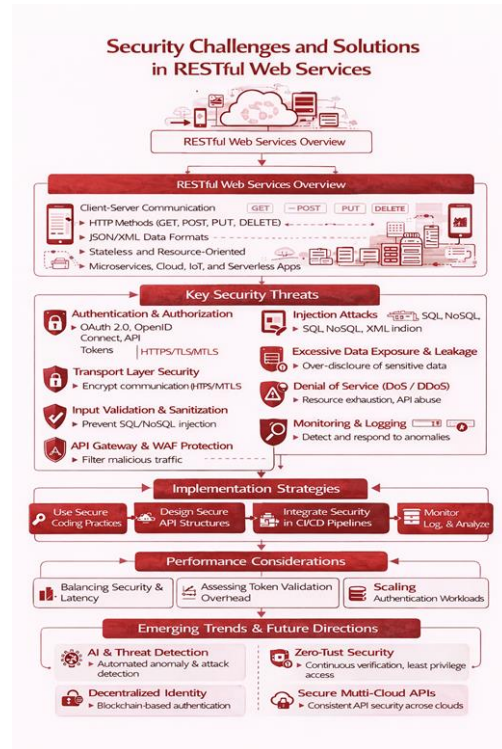 Security Challenges and Solutions
in RESTful Web Services
RESTful Web Services Overview
RESTful Web Services Overview
Client-Server Communication
GET
—POST
PUT
DELETE
HTTP Methods (GET, POST, PUT, DELETE)
JSON/XML Data Formats
Stateless and Resource-Oriented
Microservices, Cloud, IoT, and Serverless Apps
Key Security Threats
Authentication & Authorization
OAuth 2.0, OpenID
Connect, API
Tokens
HTTPS/TLS/MTLS
Transport Layer Security
Encrypt communication (HTPS/MTLS
Input Validation & Sanitization
Prevent SQL/NoSQL injection
API Gateway & WAF Protection
Filter malicious traffic
Injection Attacks
SQL, NoSQL,
SQL, NoSQL, XML indion
Excessive Data Exposure & Leakage
Over-disclosure of sensitive data
Denial of Service (DoS / DDoS)
Resource exhaustion, API abuse
Monitoring & Logging
Detect and respond to anomalies
Implementation Strategies
Use Secure
Coding Practices
Design Secure
API Structures
Integrate Security
in CI/CD Pipelines
Monitor
Log, & Analyze
Performance Considerations
Balancing Security &
Latency
Assessing Token Validation
Overhead
Scaling
Authentication Workloads
Emerging Trends & Future Directions
AI & Threat Detection
Automated anomaly & attack
detection
Decentralized Identity
Blockchain-based authentication
Zero-Tust Security
Continuous verification, least privilege
access
Secure Multi-Cloud APIs
Consistent API security across clouds